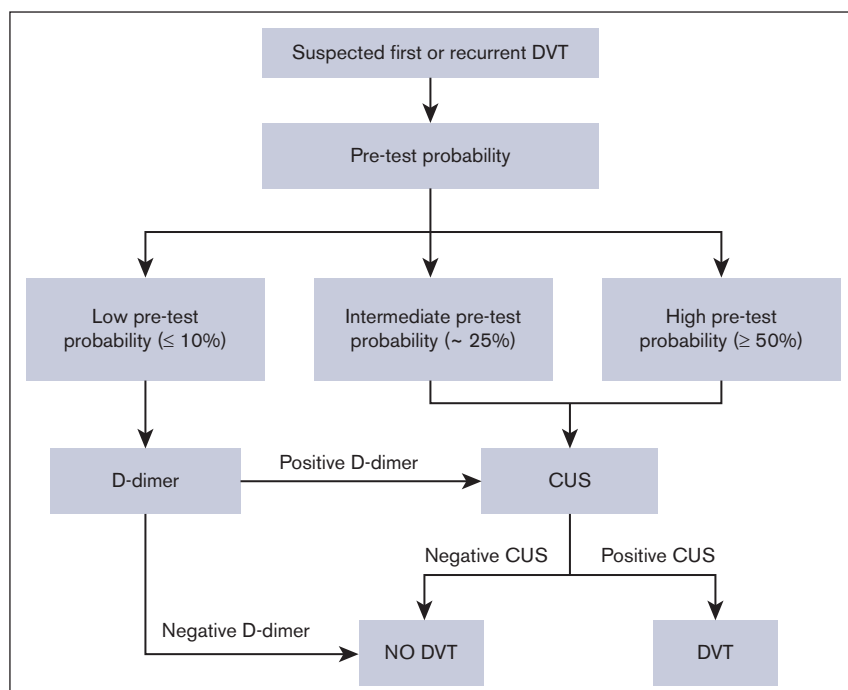 Suspected first or recurrent DVT
Pre-test probability
Low pre-test
probability (≤ 10%)
Intermediate pre-test
probability (~ 25%)
High pre-test
probability (≥ 50%)
D-dimer
Positive D-dimer
CUS
Negative CUS
Positive CUS
Negative D-dimer
NO DVT
DVT